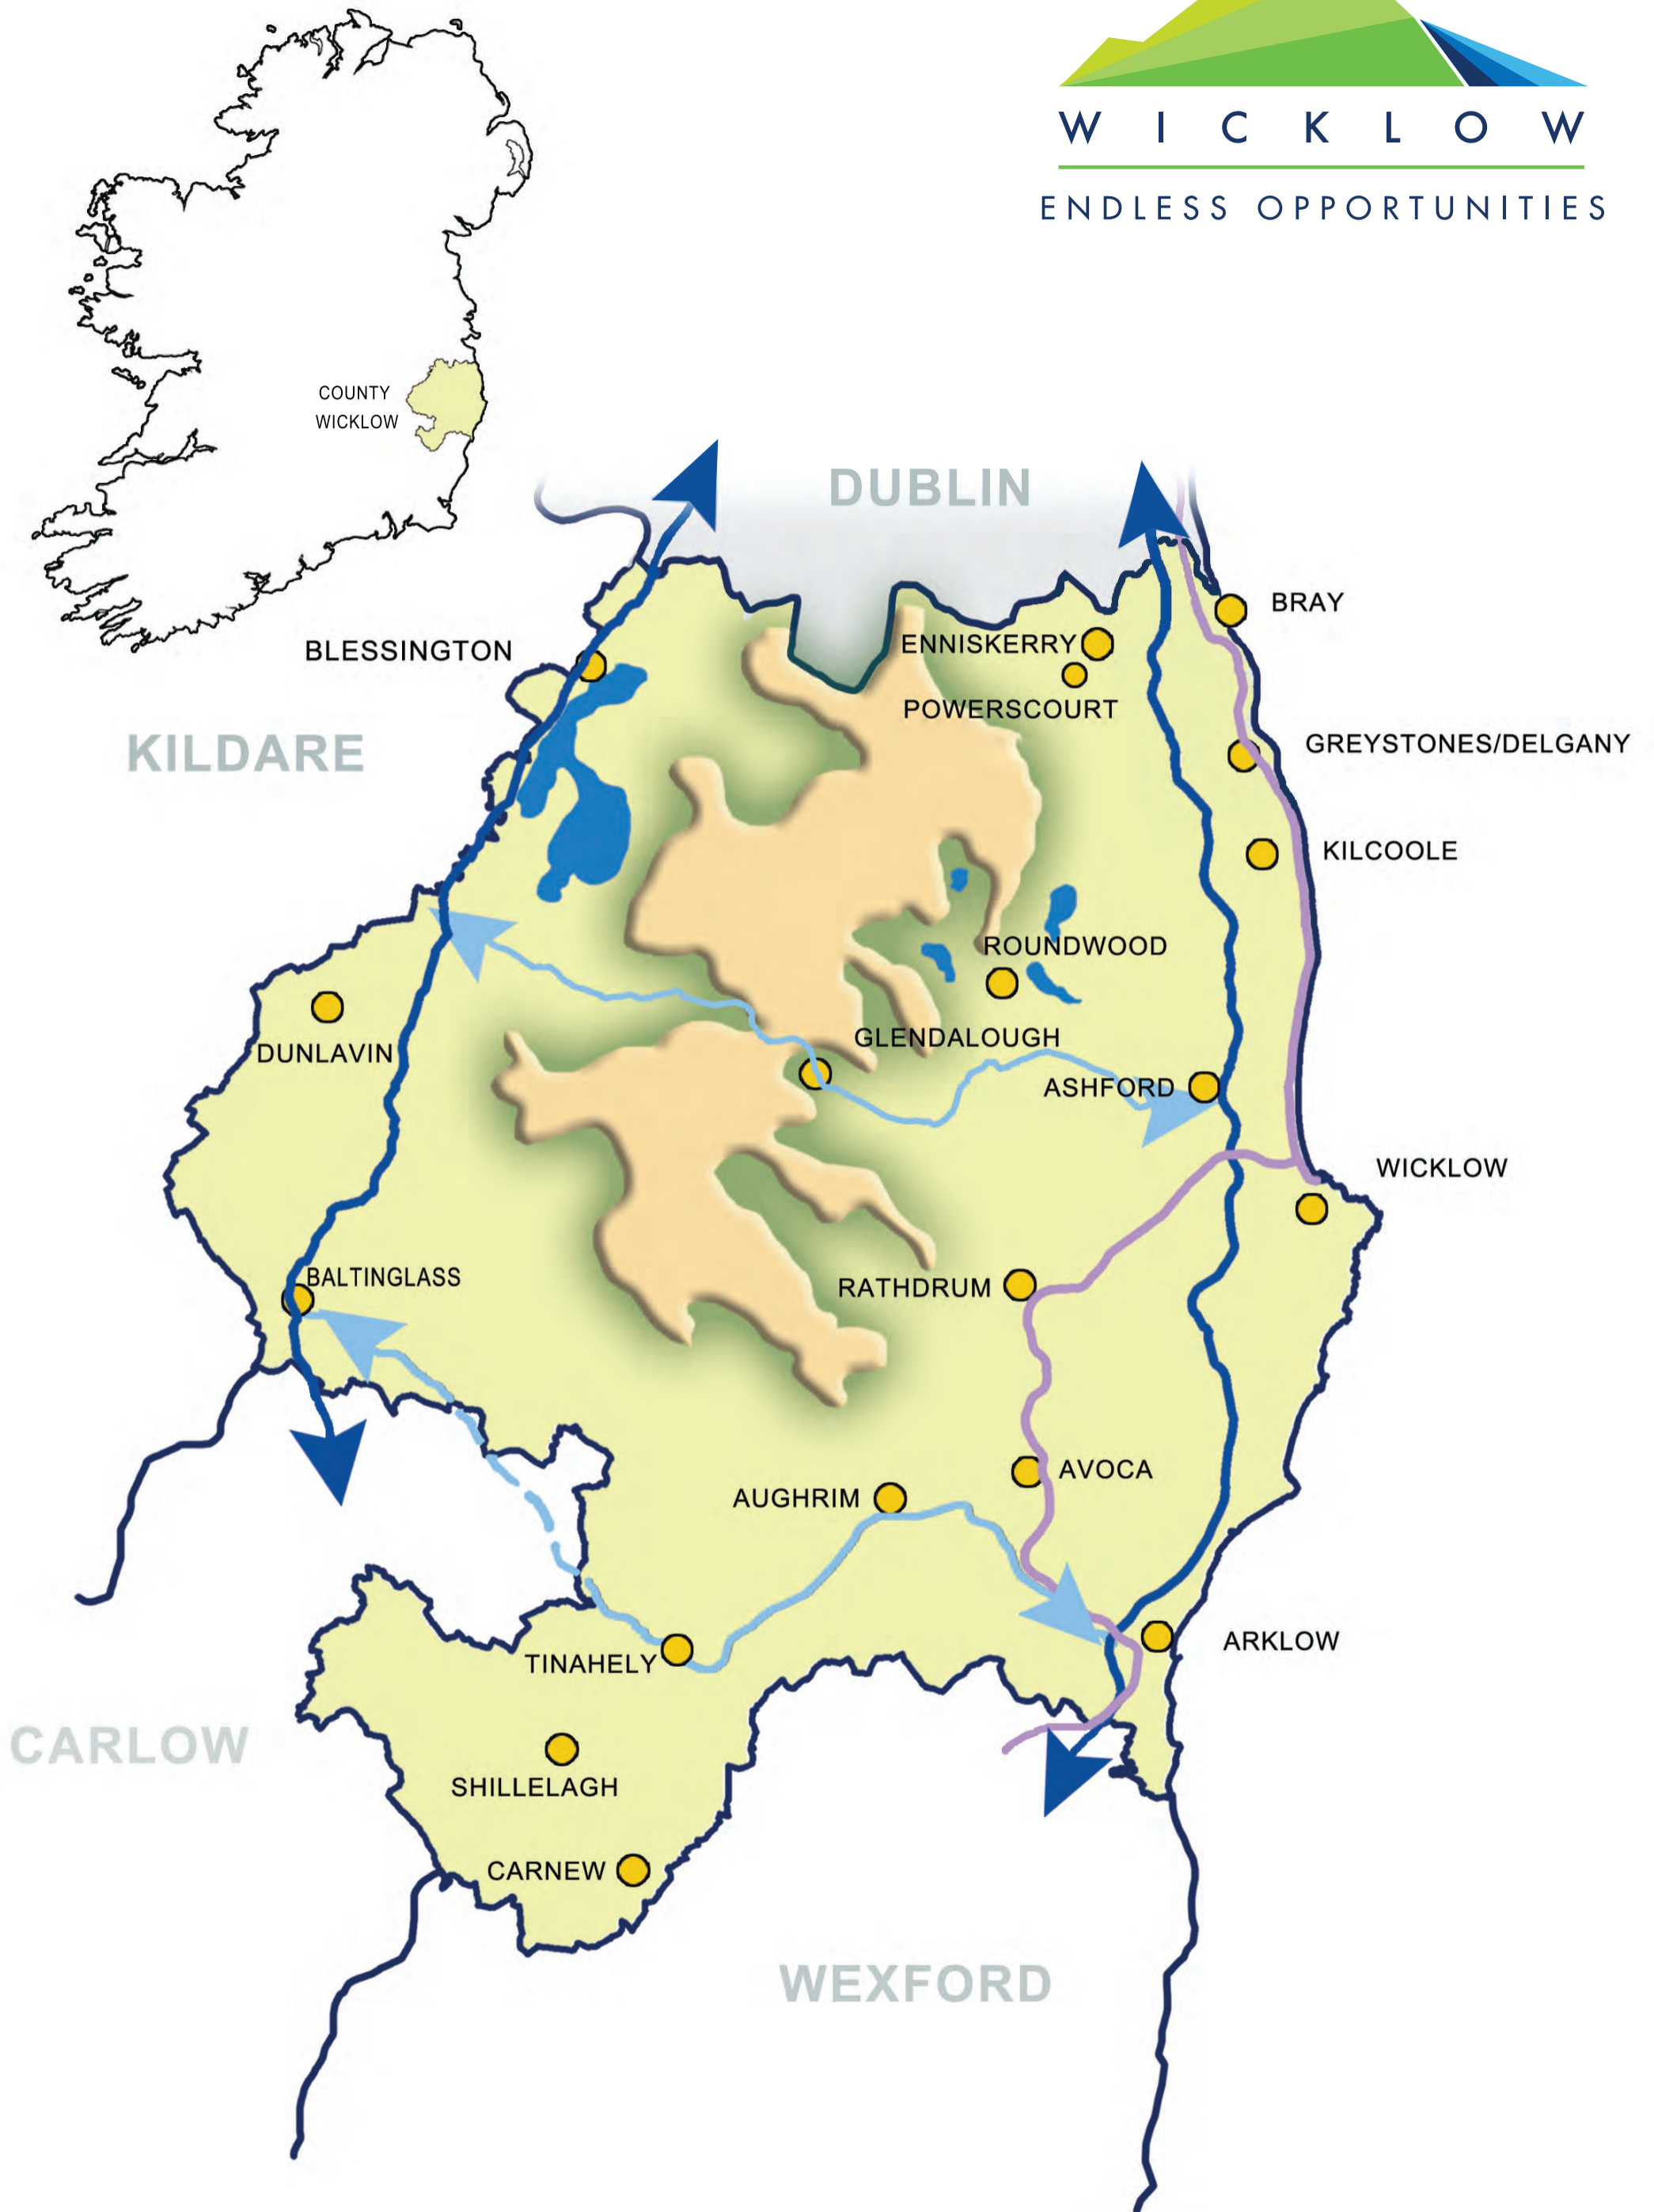 WICKLOW
ENDLESS OPPORTUNITIES
COUNTY
WICKLOW
DUBLIN
BRAY
ENNISKERRY
BLESSINGTON
POWERSCOURT
KILDARE
GREYSTONES/DELGANY
KILCOOLE
ROUNDWOOD
GLENDALOUGH
DUNLAVIN
ASHFORD
WICKLOW
BALTINGLASS
RATHDRUM
AVOCA
AUGHRIM
ARKLOW
TINAHELY
CARLOW
SHILLELAGH
CARNEW
WEXFORD